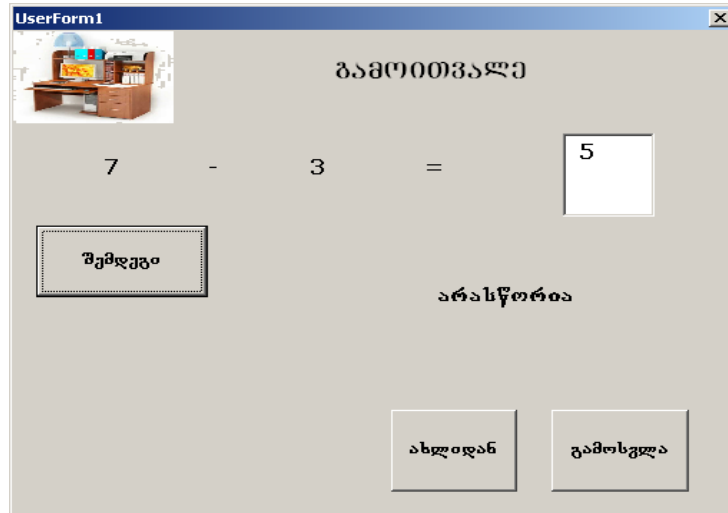 UserForm1
გამოითვალე
7 - 3 = 5
შემდეგი
არასწორია
ახლიდან
გამოსვლა